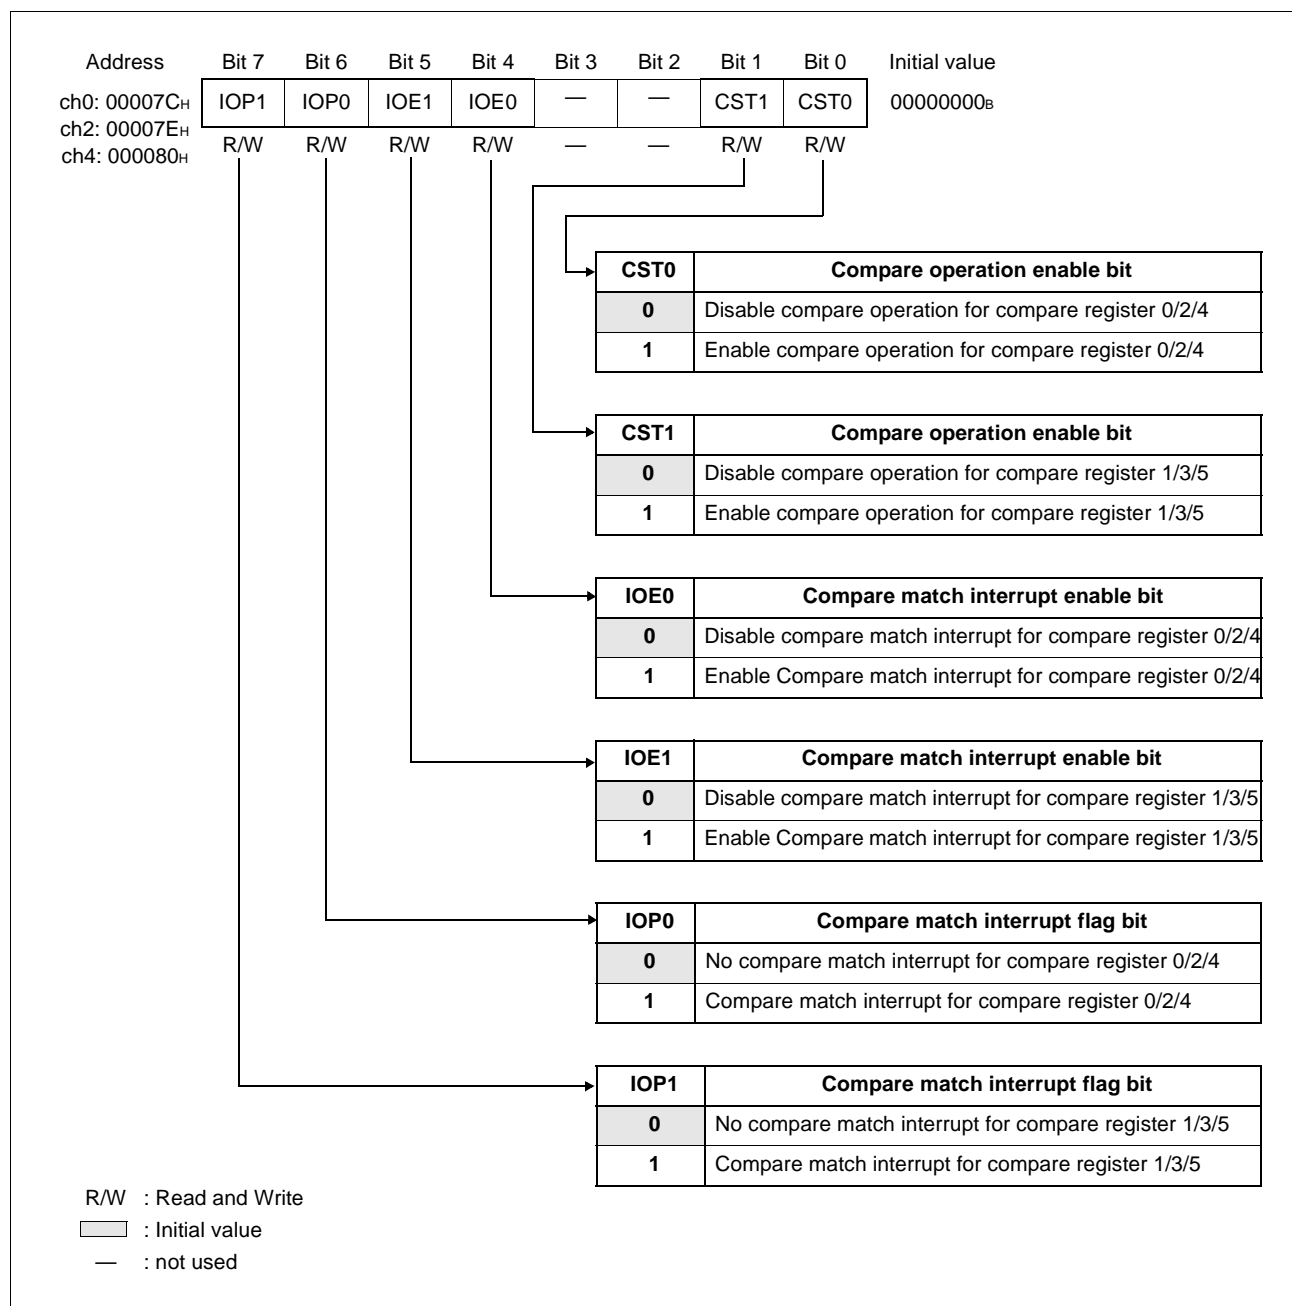 Address Bit 7 Bit 6 Bit 5 Bit 4 Bit 3 Bit 2 Bit 1 Bit 0 Initial value
ch0: 00007CH IOP1 IOP0 IOE1 IOE0 — — CST1 CST0 00000000B
ch2: 00007EH
ch4: 000080H R/W R/W R/W R/W — — R/W R/W
CST0 Compare operation enable bit
0 Disable compare operation for compare register 0/2/4
1 Enable compare operation for compare register 0/2/4
CST1 Compare operation enable bit
0 Disable compare operation for compare register 1/3/5
1 Enable compare operation for compare register 1/3/5
IOE0 Compare match interrupt enable bit
0 Disable compare match interrupt for compare register 0/2/4
1 Enable Compare match interrupt for compare register 0/2/4
IOE1 Compare match interrupt enable bit
0 Disable compare match interrupt for compare register 1/3/5
1 Enable Compare match interrupt for compare register 1/3/5
IOP0 Compare match interrupt flag bit
0 No compare match interrupt for compare register 0/2/4
1 Compare match interrupt for compare register 0/2/4
IOP1 Compare match interrupt flag bit
0 No compare match interrupt for compare register 1/3/5
1 Compare match interrupt for compare register 1/3/5
R/W : Read and Write
: Initial value
— : not used